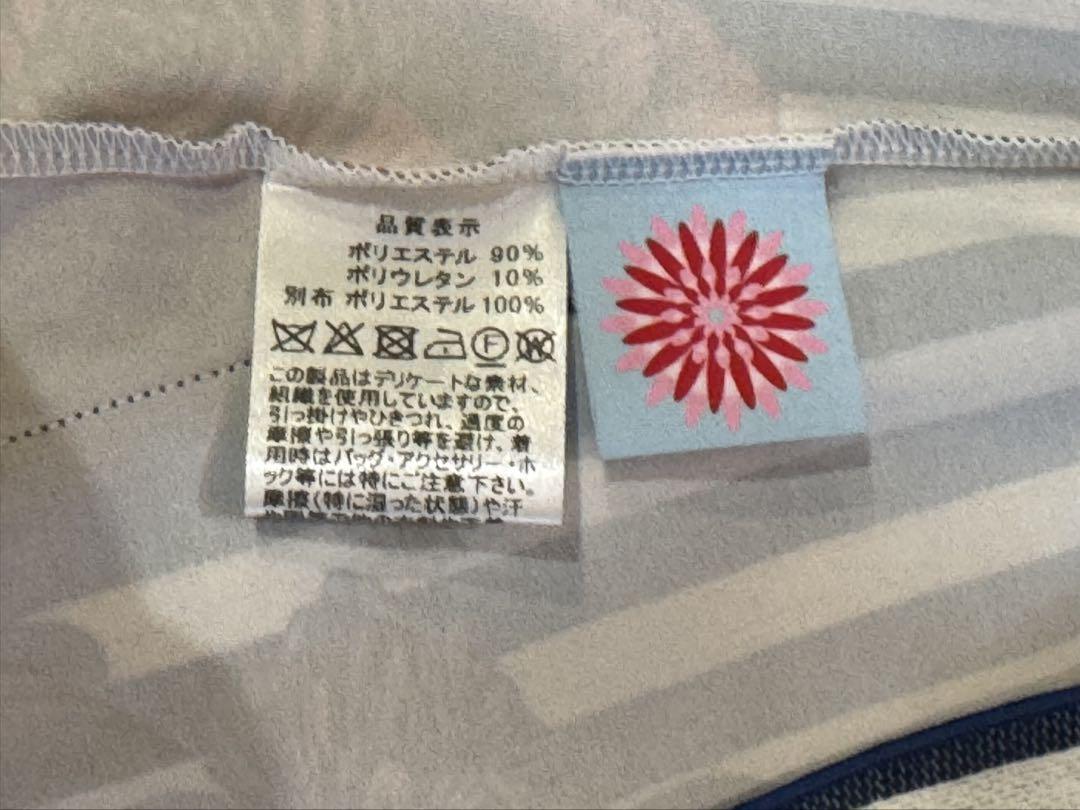 品質表示
ポリエステル 90%
ポリウレタン 10%
別布 ポリエステル 100%
F W
この製品はデリケートな素材、
組織を使用していますので、
引っ掛けやひきつれ、過度の
摩擦や引っ張り等を避け、着
用時はバッグ・アクセサリー・ホ
ック等には特にご注意下さい。
摩擦(特に湿った状態)や汗